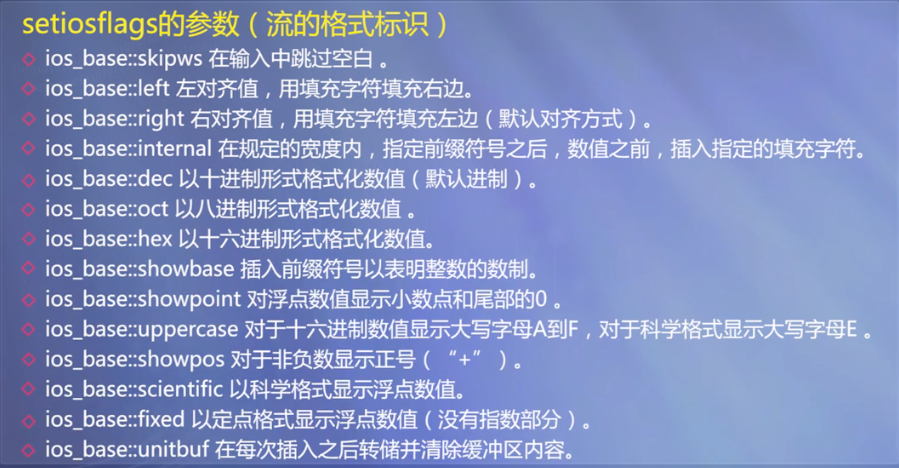 setiosflags的参数（流的格式标识）
ios_base::skipws 在输入中跳过空白 。
ios_base::left 左对齐值，用填充字符填充右边。
ios_base::right 右对齐值，用填充字符填充左边（默认对齐方式）。
ios_base::internal 在规定的宽度内，指定前缀符号之后，数值之前，插入指定的填充字符。
ios_base::dec 以十进制形式格式化数值（默认进制）。
ios_base::oct 以八进制形式格式化数值 。
ios_base::hex 以十六进制形式格式化数值。
ios_base::showbase 插入前缀符号以表明整数的数制。
ios_base::showpoint 对浮点数值显示小数点和尾部的0 。
ios_base::uppercase 对于十六进制数值显示大写字母A到F，对于科学格式显示大写字母E 。
ios_base::showpos 对于非负数显示正号（“+”）。
ios_base::scientific 以科学格式显示浮点数值。
ios_base::fixed 以定点格式显示浮点数值（没有指数部分）。
ios_base::unitbuf 在每次插入之后转储并清除缓冲区内容。